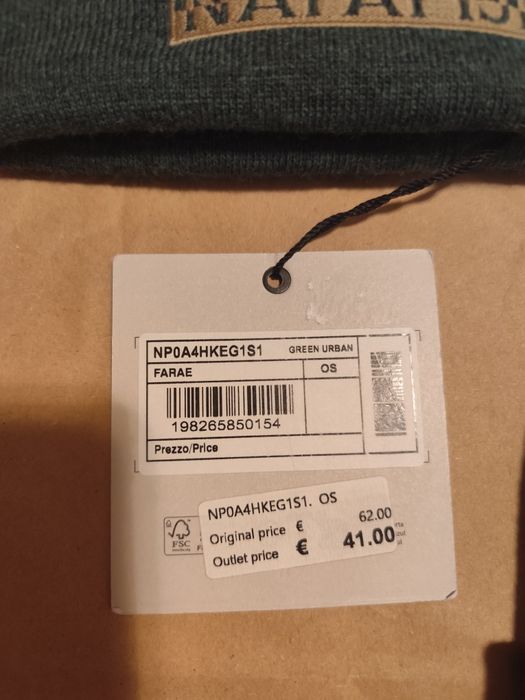 NP0A4HKEG1S1 GREEN URBAN
FARAE OS
198265850154
Prezzo/Price
NP0A4HKEG1S1. OS
Original price € 62.00
Outlet price € 41.00
FSC